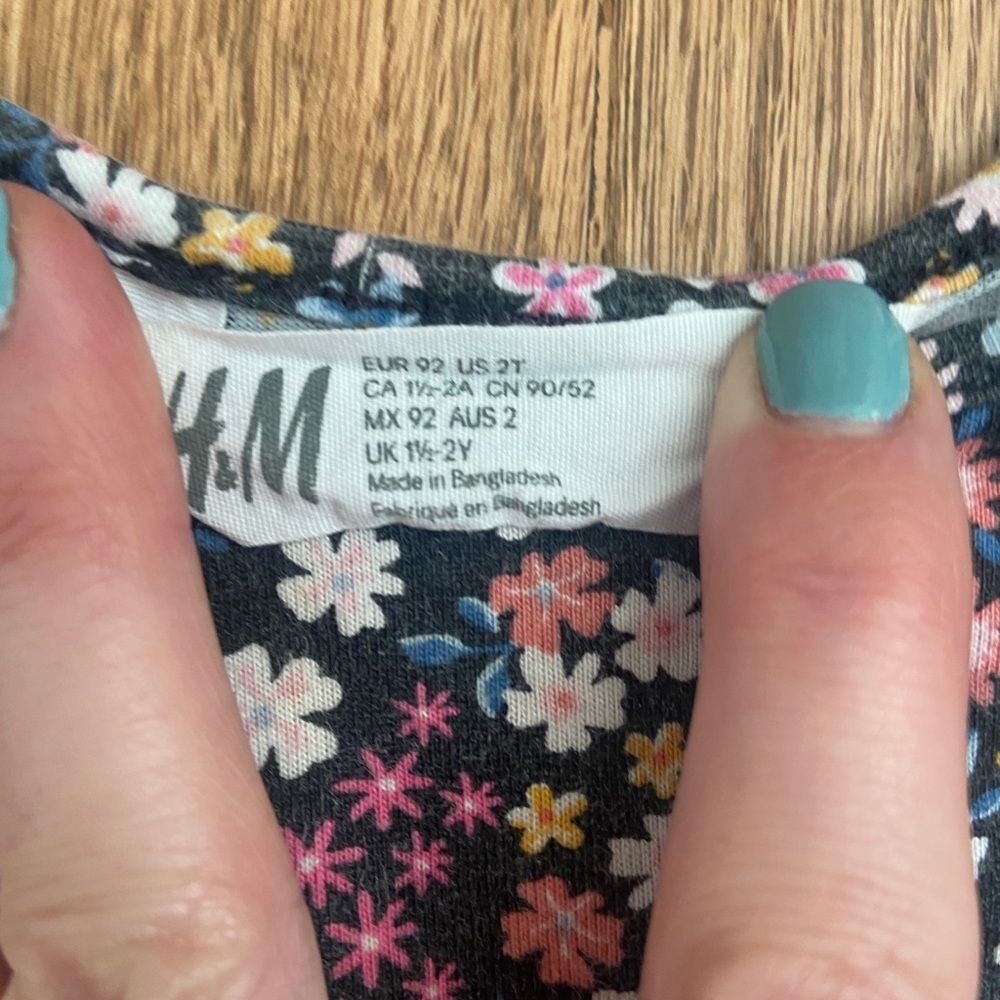 H&M
EUR 92 US 2T
CA 1½-2A CN 90/52
MX 92 AUS 2
UK 1½-2Y
Made in Bangladesh
Fabriqué en Bangladesh